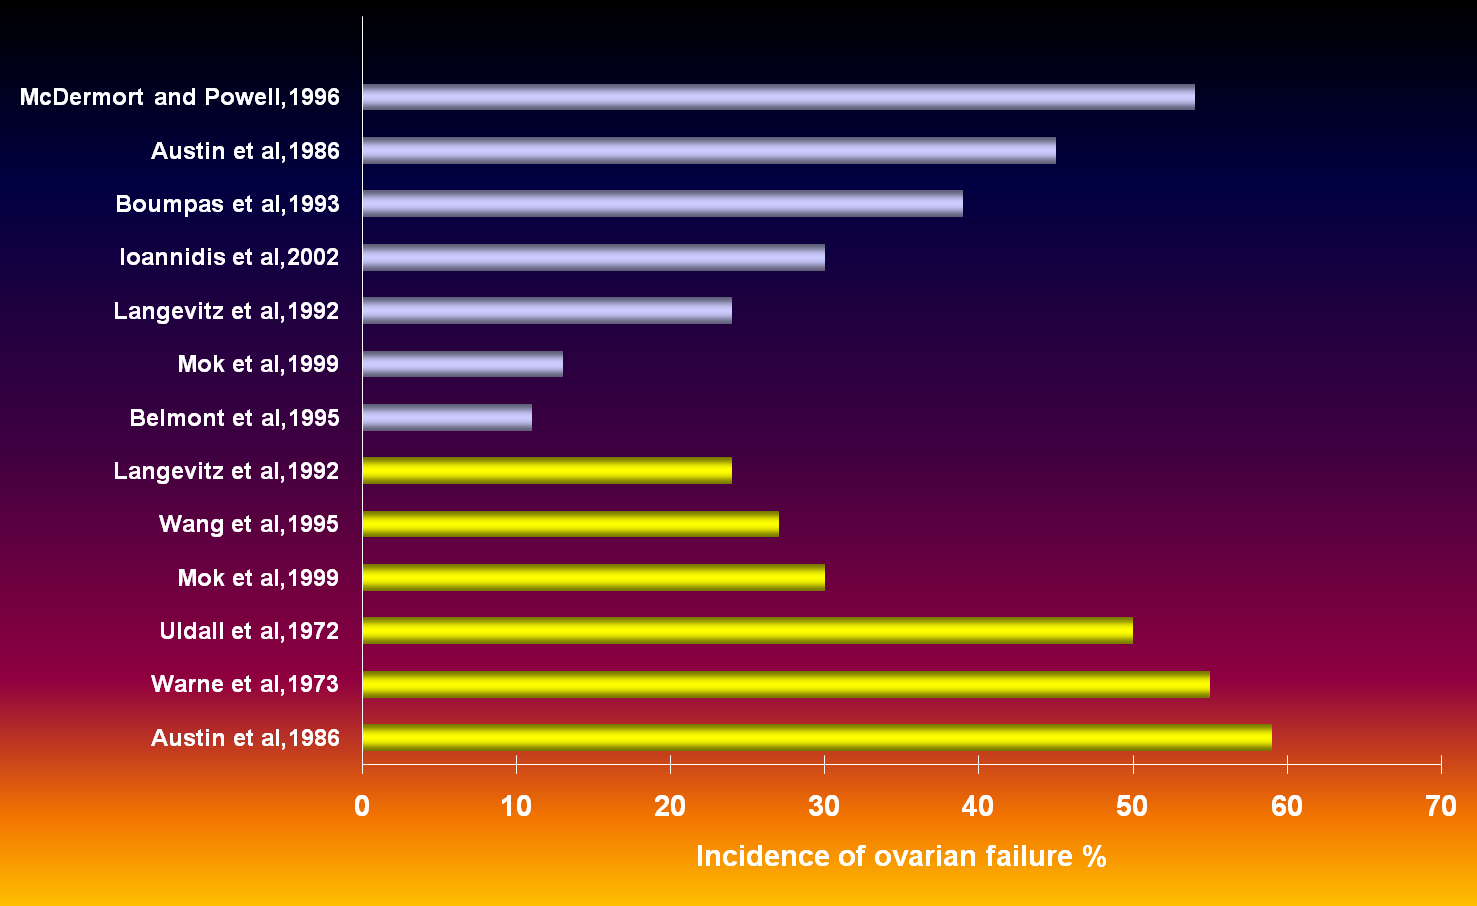 McDermort and Powell,1996
Austin et al,1986
Boumpas et al,1993
Ioannidis et al,2002
Langevitz et al,1992
Mok et al,1999
Belmont et al,1995
Langevitz et al,1992
Wang et al,1995
Mok et al,1999
Uldall et al,1972
Warne et al,1973
Austin et al,1986
0 10 20 30 40 50 60 70
Incidence of ovarian failure %